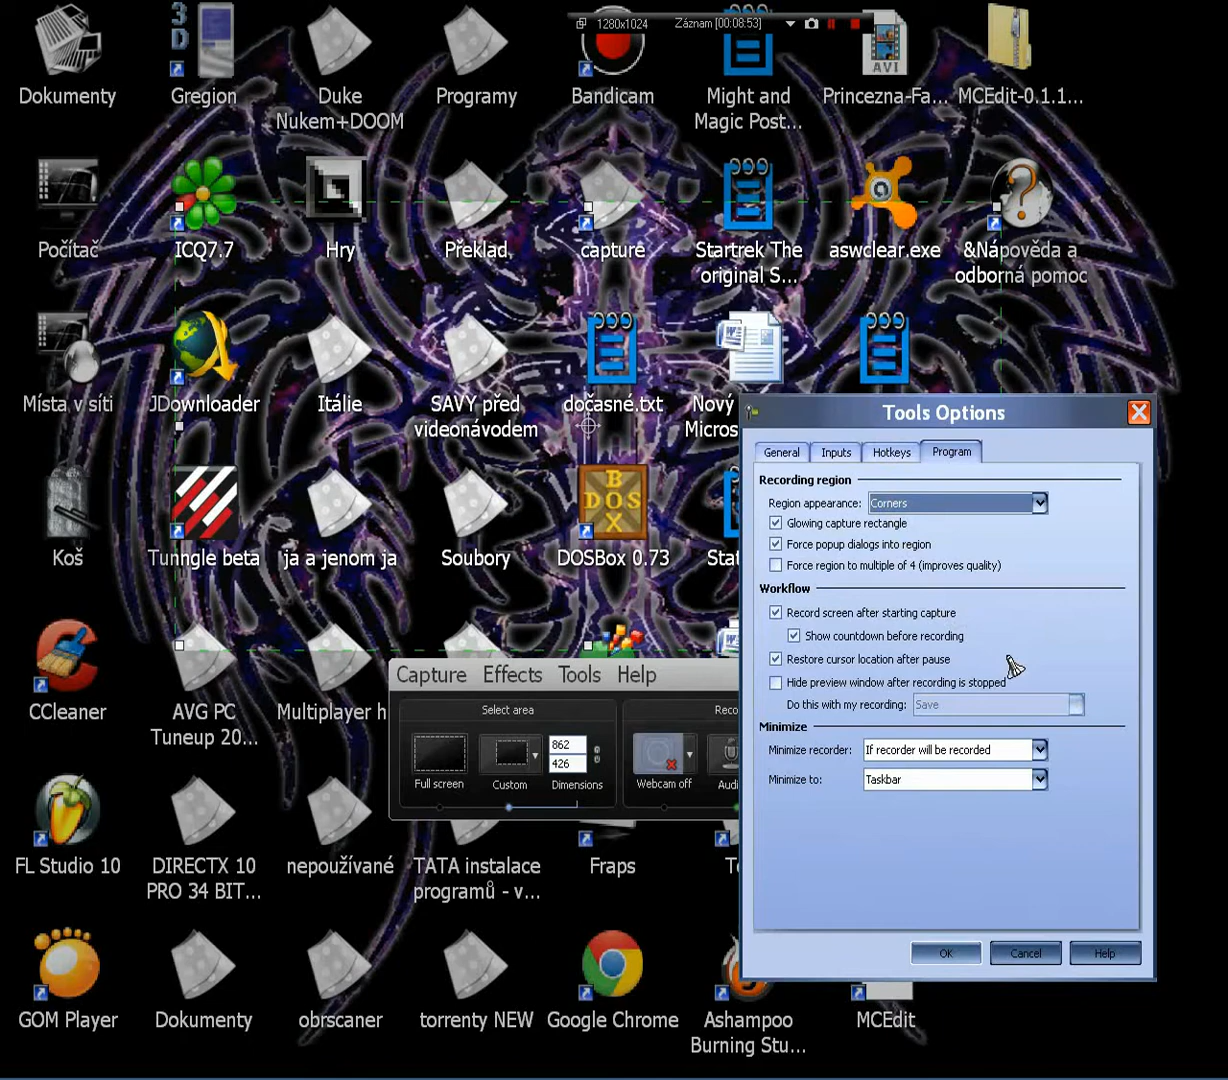 1280x1024 Záznam [00:08:53]
Dokumenty
Gregion
Duke
Nukem+DOOM
Programy
Bandicam
Might and
Magic Post...
Princezna-Fa...
MCEdit-0.1.1...
AVI
Počítač
ICQ7.7
Hry
Překlad
capture
Startrek The
original S...
aswclear.exe
&Nápověda a
odborná pomoc
Místa v síti
JDownloader
Itálie
SAVY před
videonávodem
dočasné.txt
Nový
Micros
Koš
Tunngle beta
ja a jenom ja
Soubory
DOSBox 0.73
Stat
CCleaner
AVG PC
Tuneup 20...
Multiplayer h
FL Studio 10
DIRECTX 10
PRO 34 BIT...
nepoužívané
TATA instalace
programů - v...
Fraps
GOM Player
Dokumenty
obrscaner
torrenty NEW
Google Chrome
Ashampoo
Burning Stu...
MCEdit
Capture Effects Tools Help
Select area
Reco
862
426
Full screen
Custom
Dimensions
Webcam off
Audi
Tools Options
General Inputs Hotkeys Program
Recording region
Region appearance: Corners
Glowing capture rectangle
Force popup dialogs into region
Force region to multiple of 4 (improves quality)
Workflow
Record screen after starting capture
Show countdown before recording
Restore cursor location after pause
Hide preview window after recording is stopped
Do this with my recording: Save
Minimize
Minimize recorder: If recorder will be recorded
Minimize to: Taskbar
OK Cancel Help